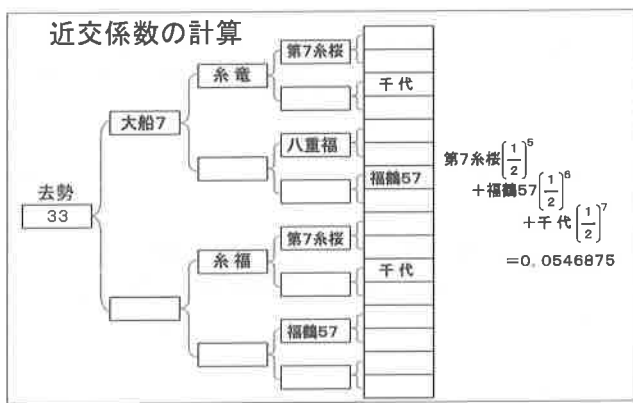 近交係数の計算
第7糸桜
糸竜
千代
大船7
八重福
福鶴57
去勢
33
第7糸桜
糸福
千代
福鶴57
第7糸桜(1/2)^5
+福鶴57(1/2)^6
+千代(1/2)^7
=0,0546875